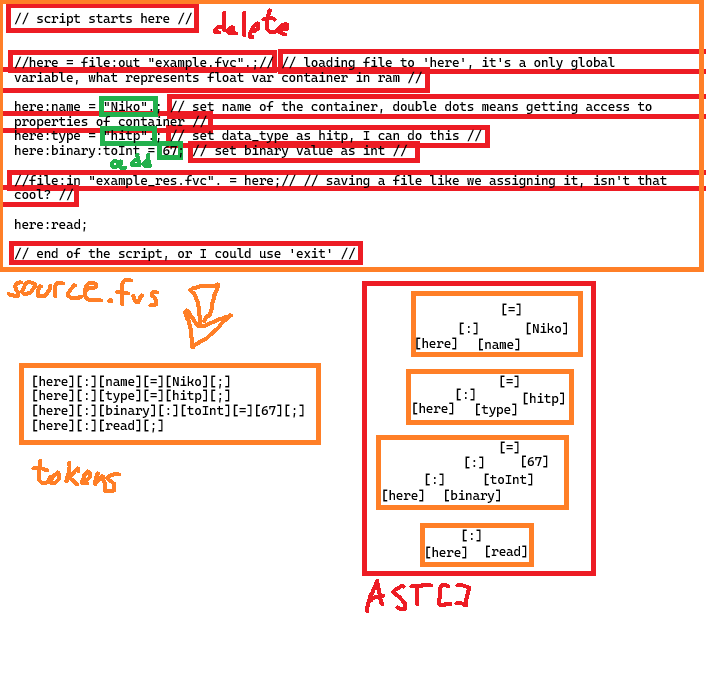 // script starts here //
delete
//here = file:out "example.fvc".;// // loading file to 'here', it's a only global
variable, what represents float var container in ram //
here:name = "Niko".; // set name of the container, double dots means getting access to
properties of container //
here:type = "hitp".; // set data_type as hitp, I can do this //
here:binary:toInt = 67; // set binary value as int //
add
//file:in "example_res.fvc". = here;// // saving a file like we assigning it, isn't that
cool? //
here:read;
// end of the script, or I could use 'exit' //
source.fvs
[here][:][name][=][Niko][;]
[here][:][type][=][hitp][;]
[here][:][binary][:][toInt][=][67][;]
[here][:][read][;]
tokens
[=]
[:] [Niko]
[here] [name]
[=]
[:] [hitp]
[here] [type]
[=]
[:] [67]
[:] [toInt]
[here] [binary]
[:]
[here] [read]
AST[]